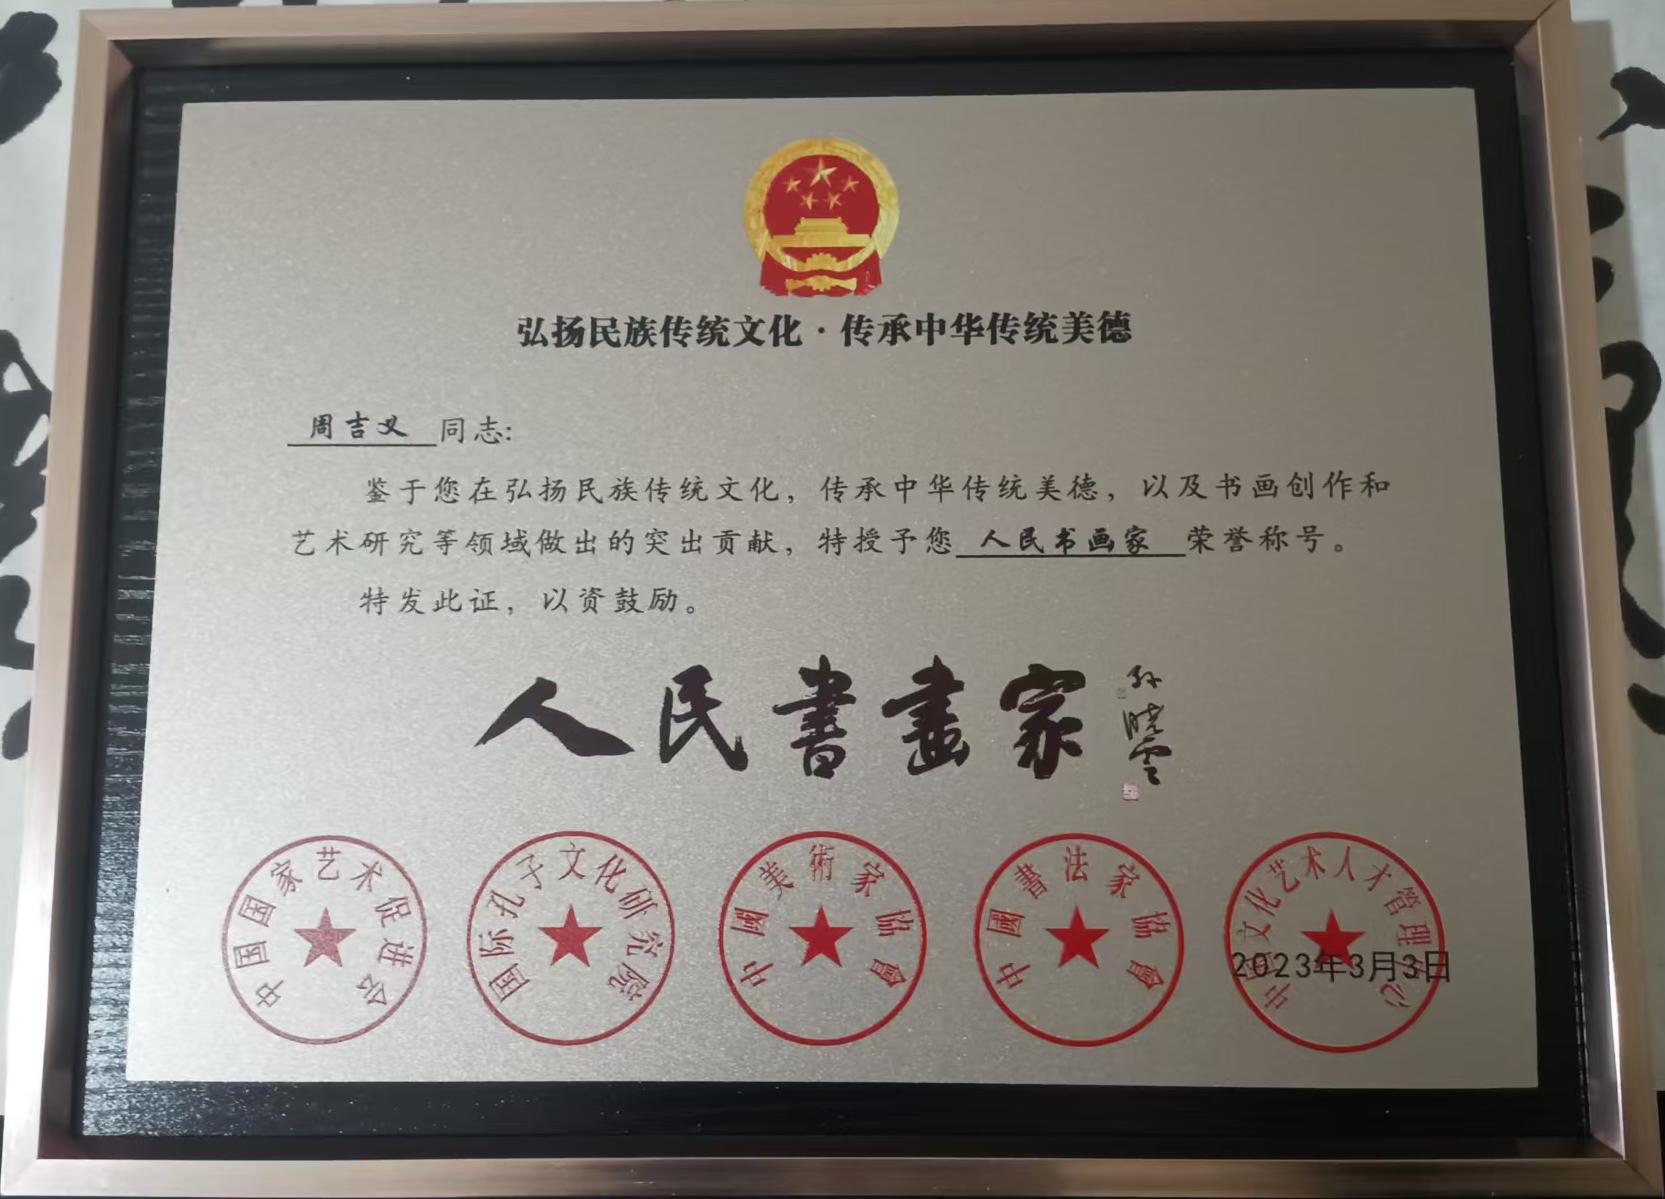 弘扬民族传统文化·传承中华传统美德
周吉义 同志:
鉴于您在弘扬民族传统文化，传承中华传统美德，以及书画创作和
艺术研究等领域做出的突出贡献，特授予您 人民书画家 荣誉称号。
特发此证，以资鼓励。
人民書畫家
孙晓雲
中国国家艺术促进会
国际孔子文化研究院
中國美術家協會
中國書法家協會
中国文化艺术人才管理中心
2023年3月3日